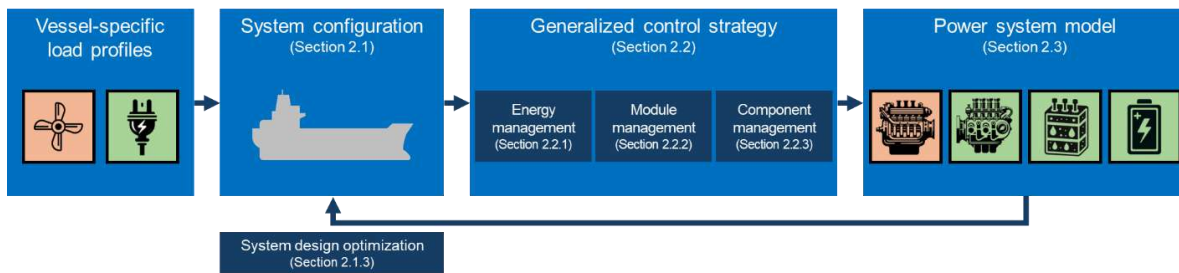 Vessel-specific
load profiles
System configuration
(Section 2.1)
Generalized control strategy
(Section 2.2)
Energy
management
(Section 2.2.1)
Module
management
(Section 2.2.2)
Component
management
(Section 2.2.3)
Power system model
(Section 2.3)
System design optimization
(Section 2.1.3)